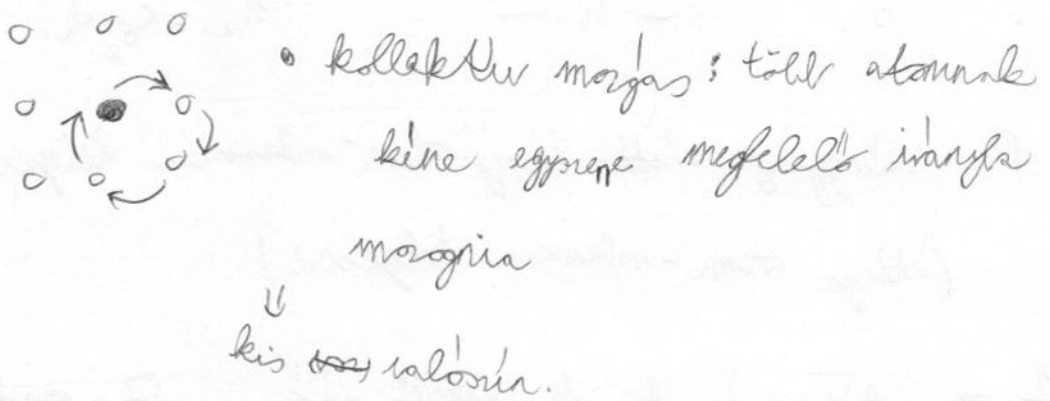 • kollektív mozgás: több atomnak
kéne egyszerre megfelelő irányba
mozognia
⇓
kis valószín.